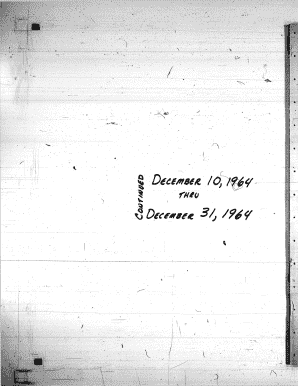 CONTINUED
DECEMBER 10, 1964
THRU
DECEMBER 31, 1964